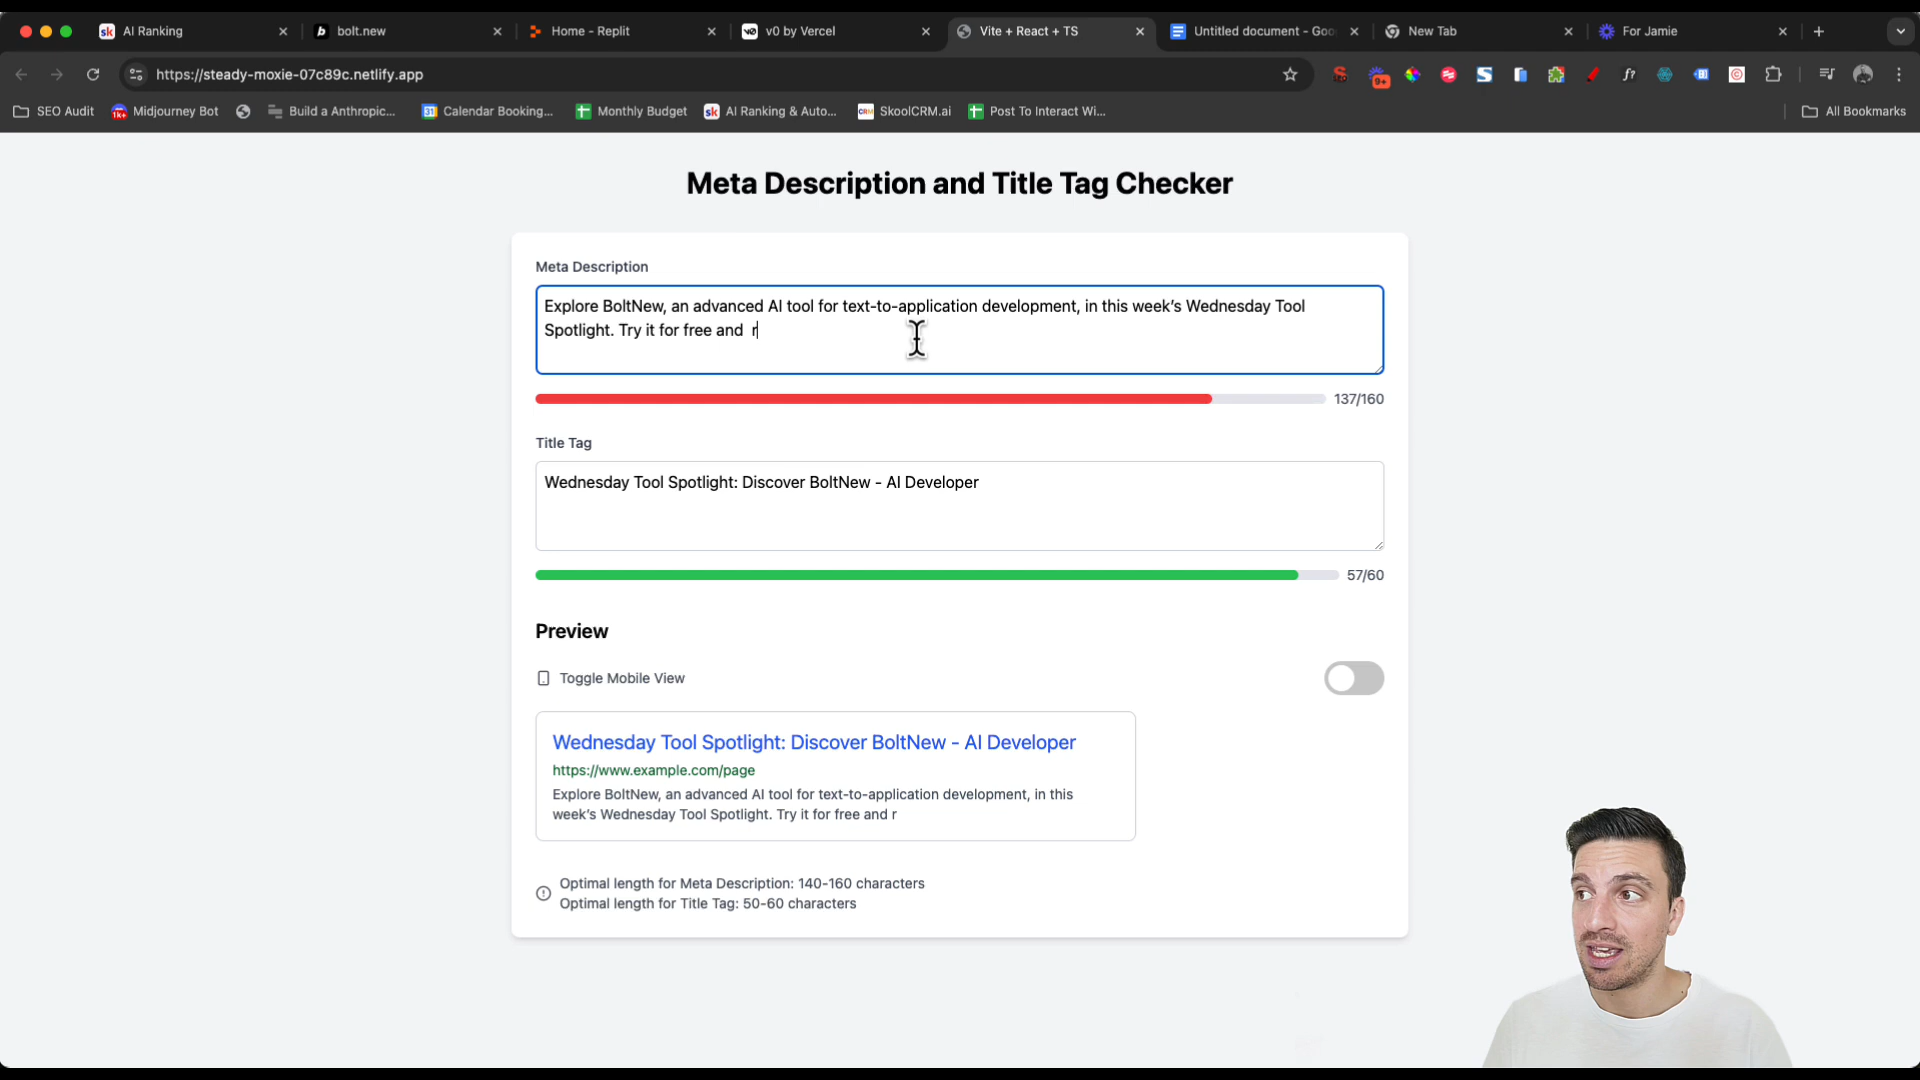 AI Ranking
bolt.new
Home - Replit
v0 by Vercel
Vite + React + TS
Untitled document - Goo
New Tab
For Jamie
https://steady-moxie-07c89c.netlify.app
9+
SEO Audit
1K+
Midjourney Bot
Build a Anthropic...
Calendar Booking...
Monthly Budget
AI Ranking & Auto...
SkoolCRM.ai
Post To Interact Wi...
All Bookmarks
Meta Description and Title Tag Checker
Meta Description
Explore BoltNew, an advanced AI tool for text-to-application development, in this week's Wednesday Tool
Spotlight. Try it for free and  r
137/160
Title Tag
Wednesday Tool Spotlight: Discover BoltNew - AI Developer
57/60
Preview
Toggle Mobile View
Wednesday Tool Spotlight: Discover BoltNew - AI Developer
https://www.example.com/page
Explore BoltNew, an advanced AI tool for text-to-application development, in this
week's Wednesday Tool Spotlight. Try it for free and r
Optimal length for Meta Description: 140-160 characters
Optimal length for Title Tag: 50-60 characters